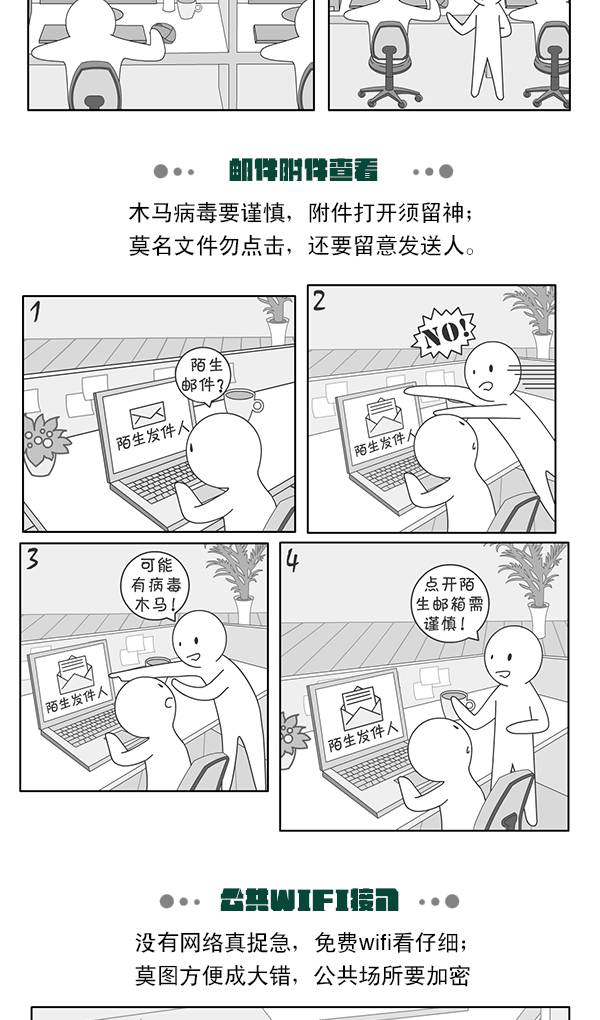 邮件附件查看
木马病毒要谨慎，附件打开须留神；
莫名文件勿点击，还要留意发送人。
1
陌生
邮件？
陌生发件人
2
NO!
陌生发件人
3
可能
有病毒
木马！
陌生发件人
4
点开陌
生邮箱需
谨慎！
陌生发件人
公共WIFI接入
没有网络真捉急，免费wifi看仔细；
莫图方便成大错，公共场所要加密